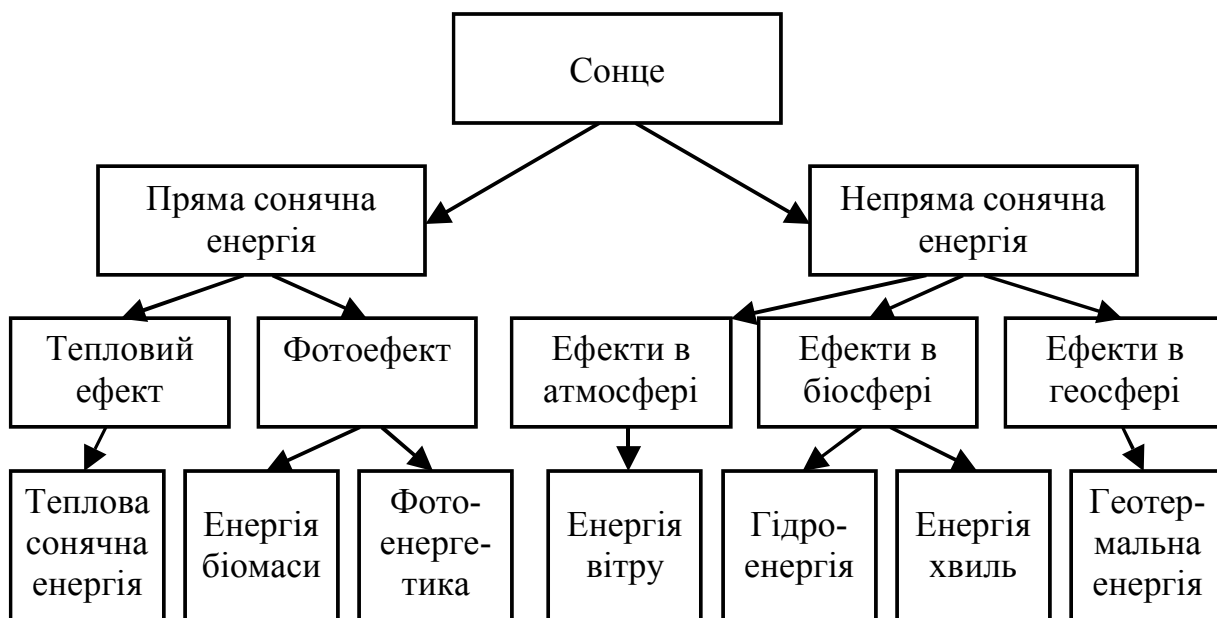 Сонце
Пряма сонячна
енергія
Непряма сонячна
енергія
Тепловий
ефект
Фотоефект
Ефекти в
атмосфері
Ефекти в
біосфері
Ефекти в
геосфері
Теплова
сонячна
енергія
Енергія
біомаси
Фото-
енерге-
тика
Енергія
вітру
Гідро-
енергія
Енергія
хвиль
Геотер-
мальна
енергія